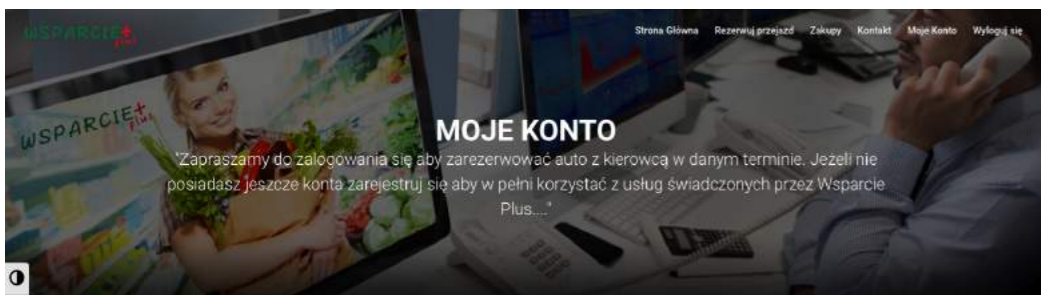 WSPARCIE+
plus
Strona Główna Rezerwuj przejazd Zakupy Kontakt Moje Konto Wyloguj się
WSPARCIE+
plus
MOJE KONTO
"Zapraszamy do zalogowania się aby zarezerwować auto z kierowcą w danym terminie. Jeżeli nie
posiadasz jeszcze konta zarejestruj się aby w pełni korzystać z usług świadczonych przez Wsparcie
Plus...."